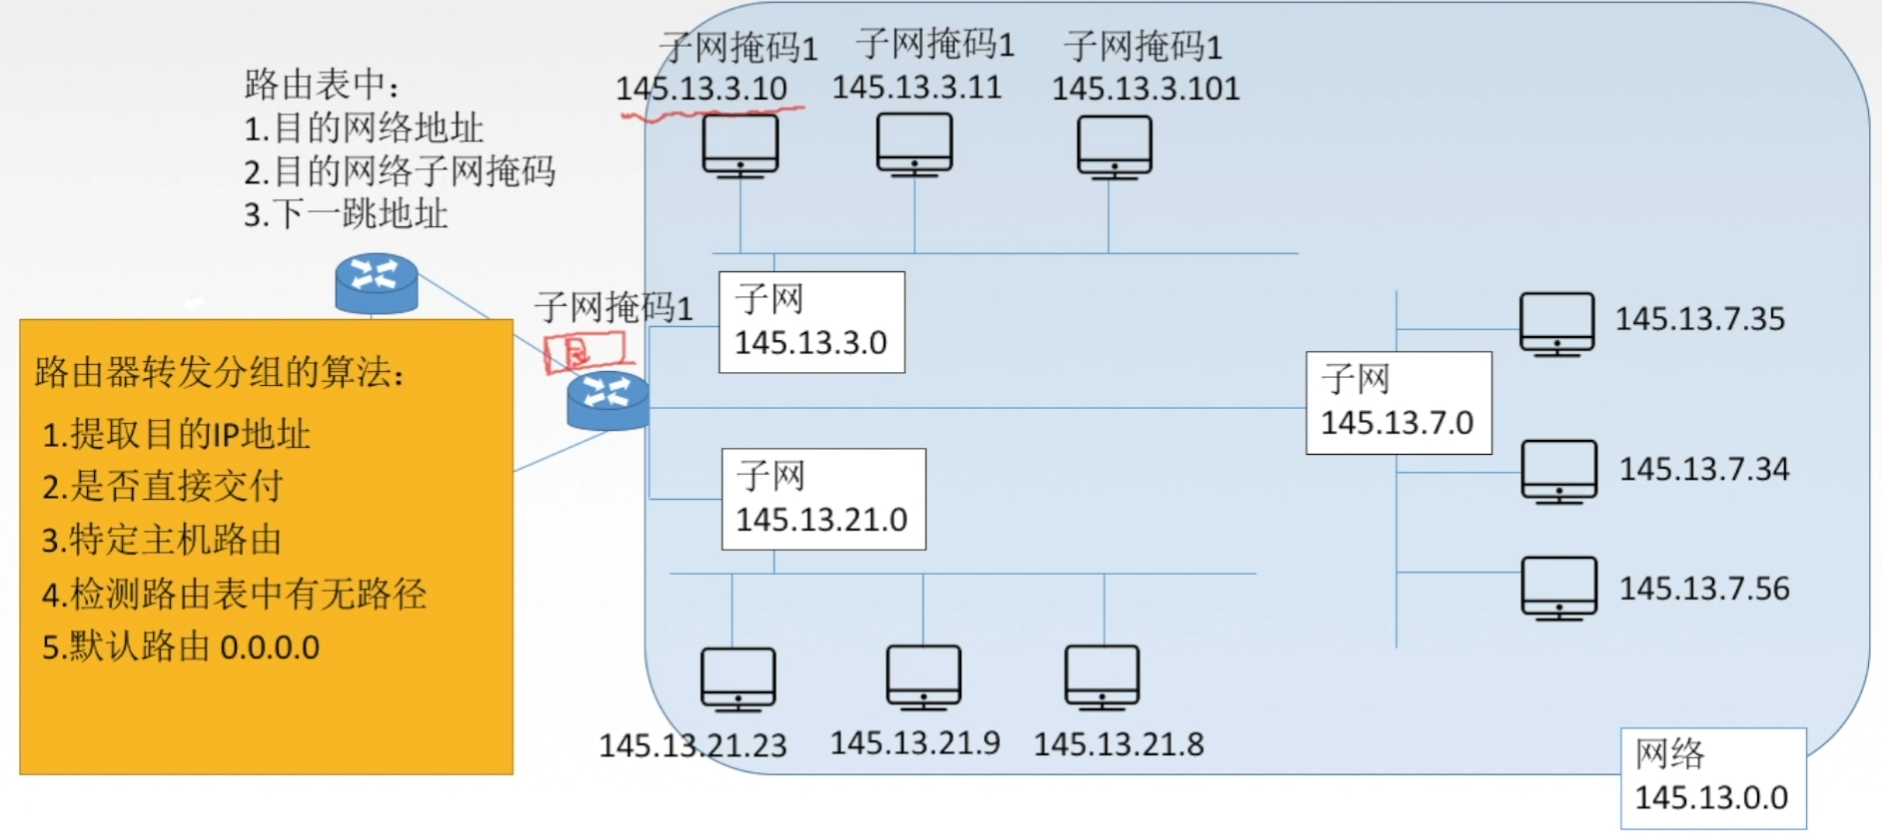 路由表中：
1.目的网络地址
2.目的网络子网掩码
3.下一跳地址
子网掩码1
145.13.3.10
子网掩码1
145.13.3.11
子网掩码1
145.13.3.101
子网掩码1
子网
145.13.3.0
子网
145.13.7.0
145.13.7.35
145.13.7.34
145.13.7.56
子网
145.13.21.0
145.13.21.23
145.13.21.9
145.13.21.8
网络
145.13.0.0
路由器转发分组的算法：
1.提取目的IP地址
2.是否直接交付
3.特定主机路由
4.检测路由表中有无路径
5.默认路由 0.0.0.0